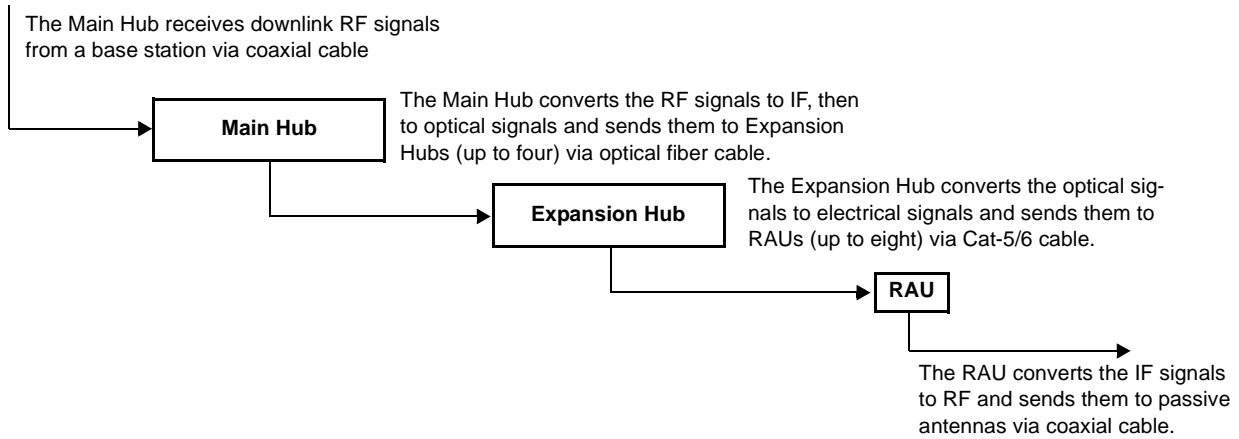 The Main Hub receives downlink RF signals
from a base station via coaxial cable
Main Hub
The Main Hub converts the RF signals to IF, then
to optical signals and sends them to Expansion
Hubs (up to four) via optical fiber cable.
Expansion Hub
The Expansion Hub converts the optical sig-
nals to electrical signals and sends them to
RAUs (up to eight) via Cat-5/6 cable.
RAU
The RAU converts the IF signals
to RF and sends them to passive
antennas via coaxial cable.